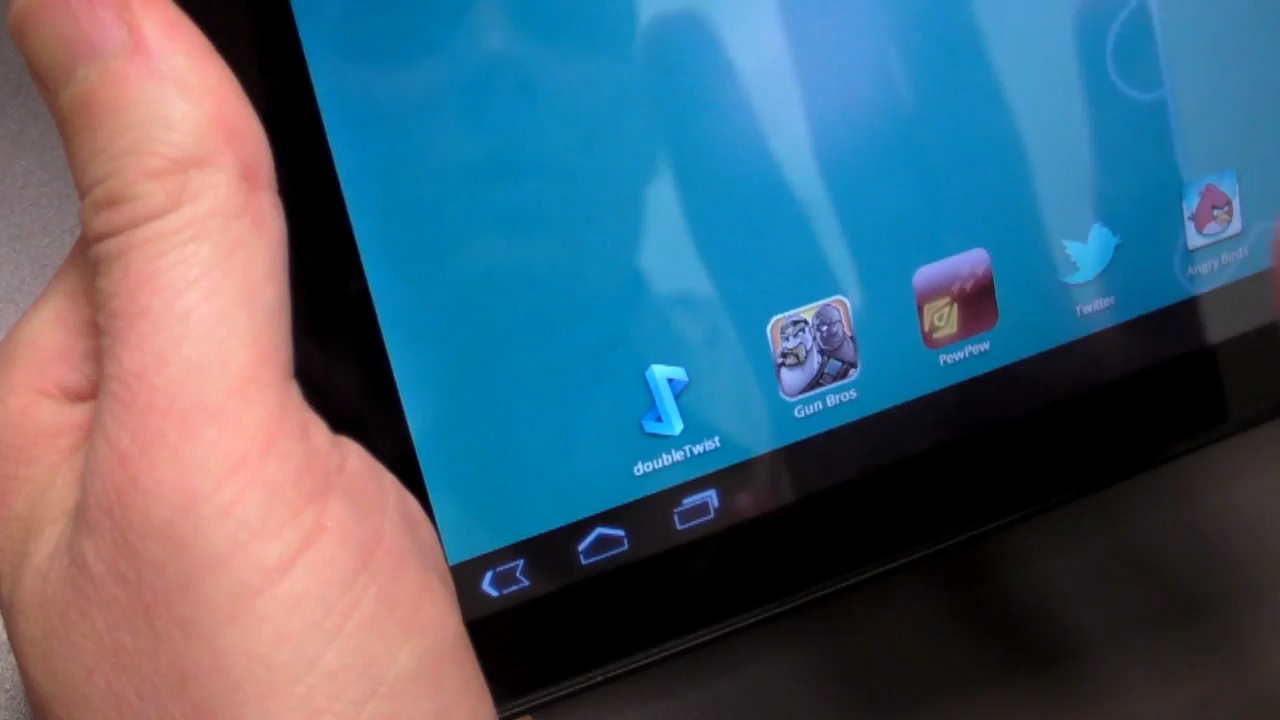 doubleTwist
Gun Bros
PewPew
Twitter
Angry Birds